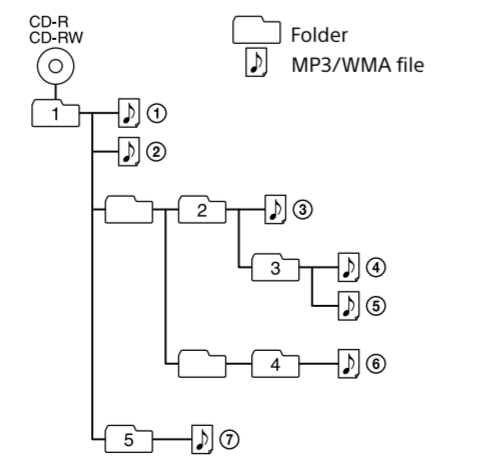 CD-R
CD-RW
Folder
MP3/WMA file
1 ①
②
2 ③
3 ④
⑤
4 ⑥
5 ⑦